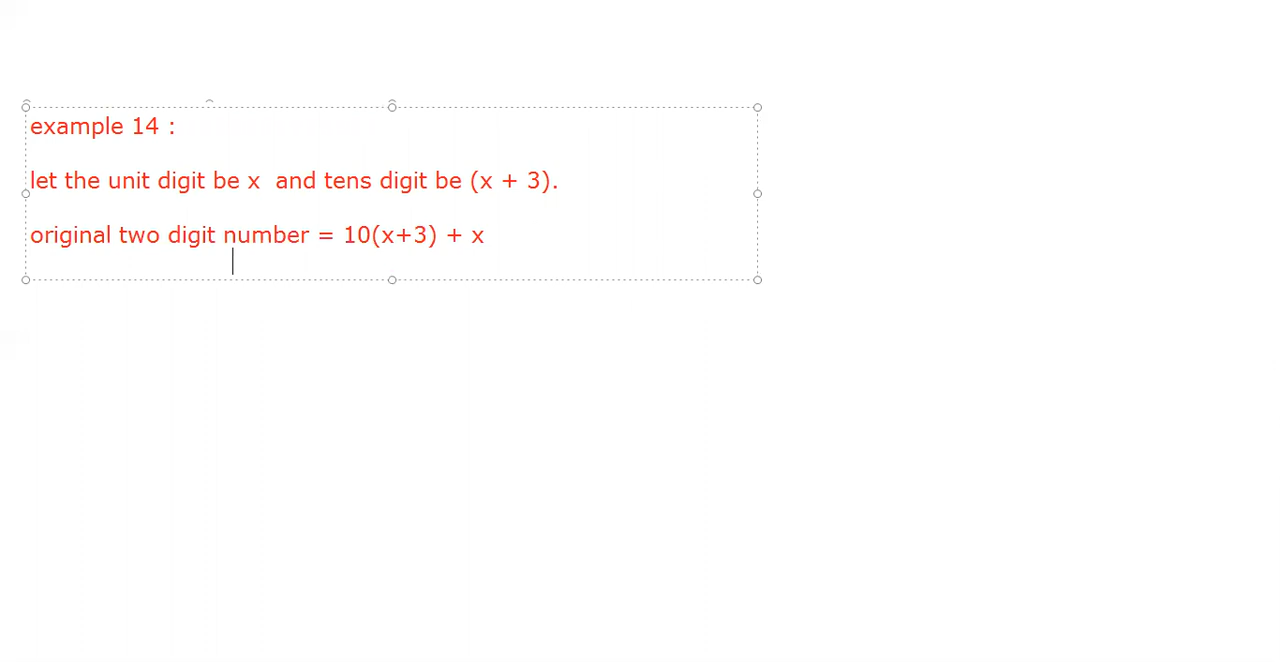 example 14 :
let the unit digit be x  and tens digit be (x + 3).
original two digit number = 10(x+3) + x